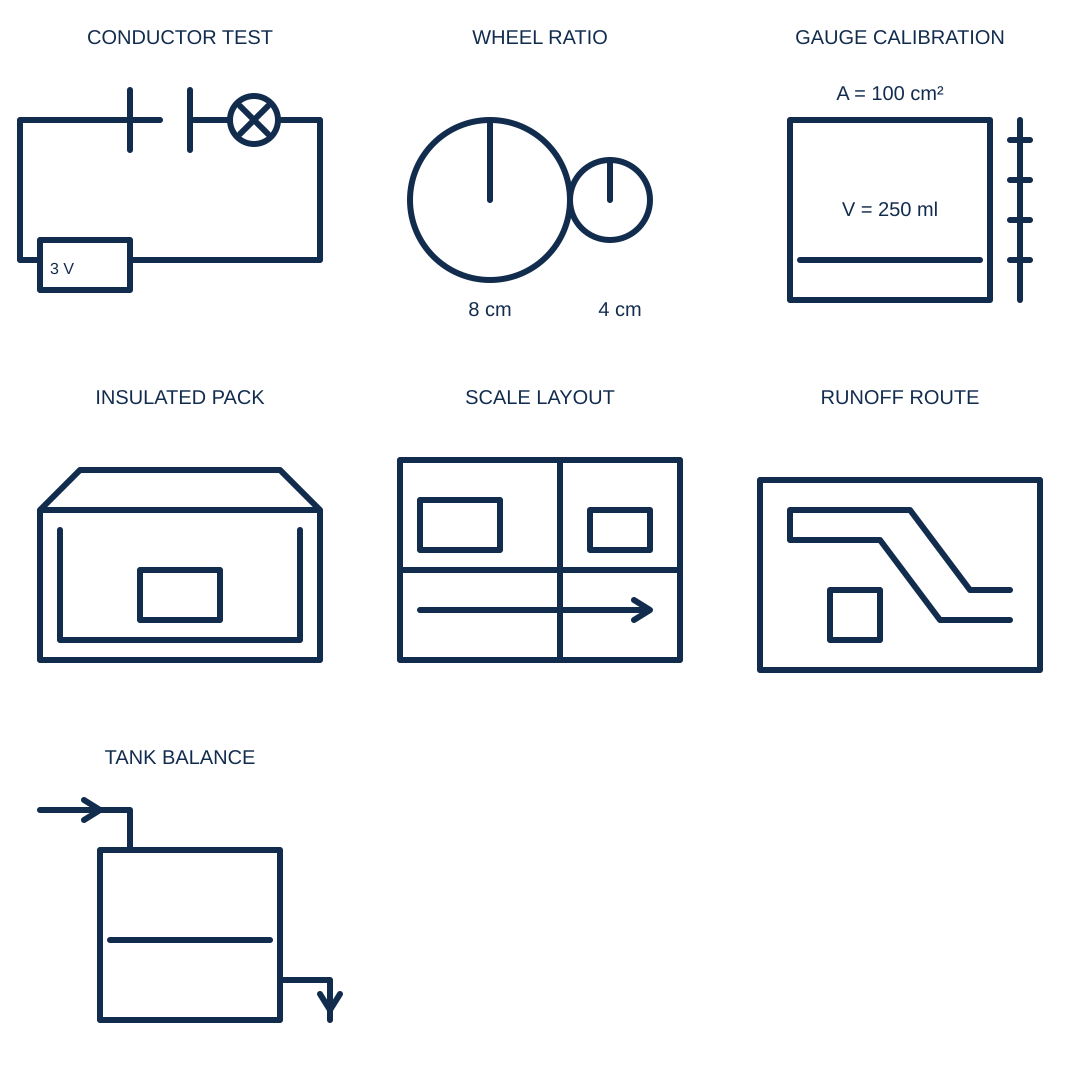 CONDUCTOR TEST
WHEEL RATIO
GAUGE CALIBRATION
A = 100 cm²
V = 250 ml
3 V
8 cm
4 cm
INSULATED PACK
SCALE LAYOUT
RUNOFF ROUTE
TANK BALANCE